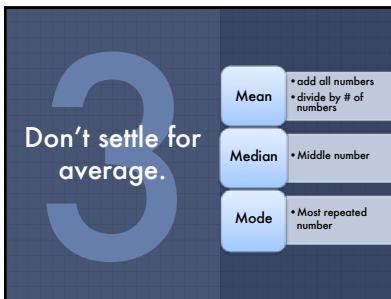 3
Don't settle for
average.
Mean
• add all numbers
• divide by # of
numbers
Median
• Middle number
Mode
• Most repeated
number